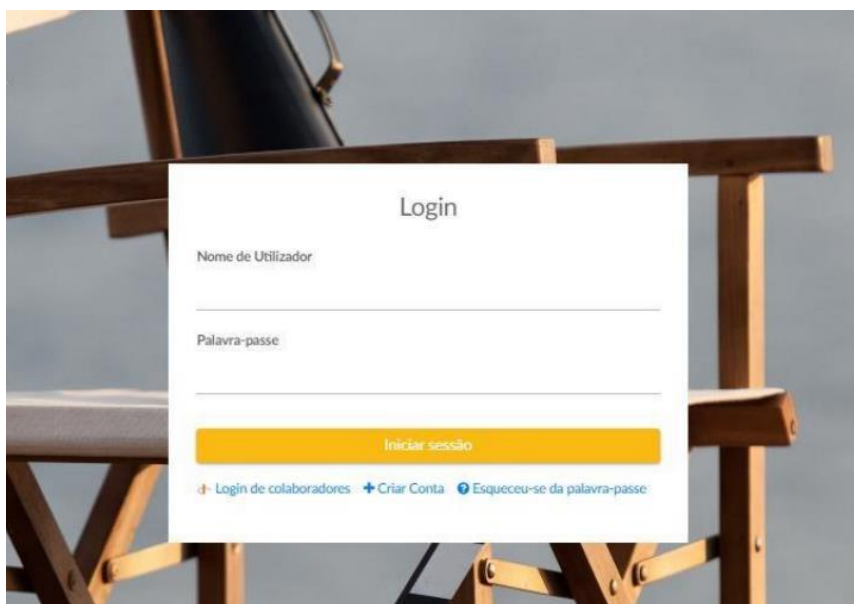 Login
Nome de Utilizador
Palavra-passe
Iniciar sessão
Login de colaboradores Criar Conta Esqueceu-se da palavra-passe